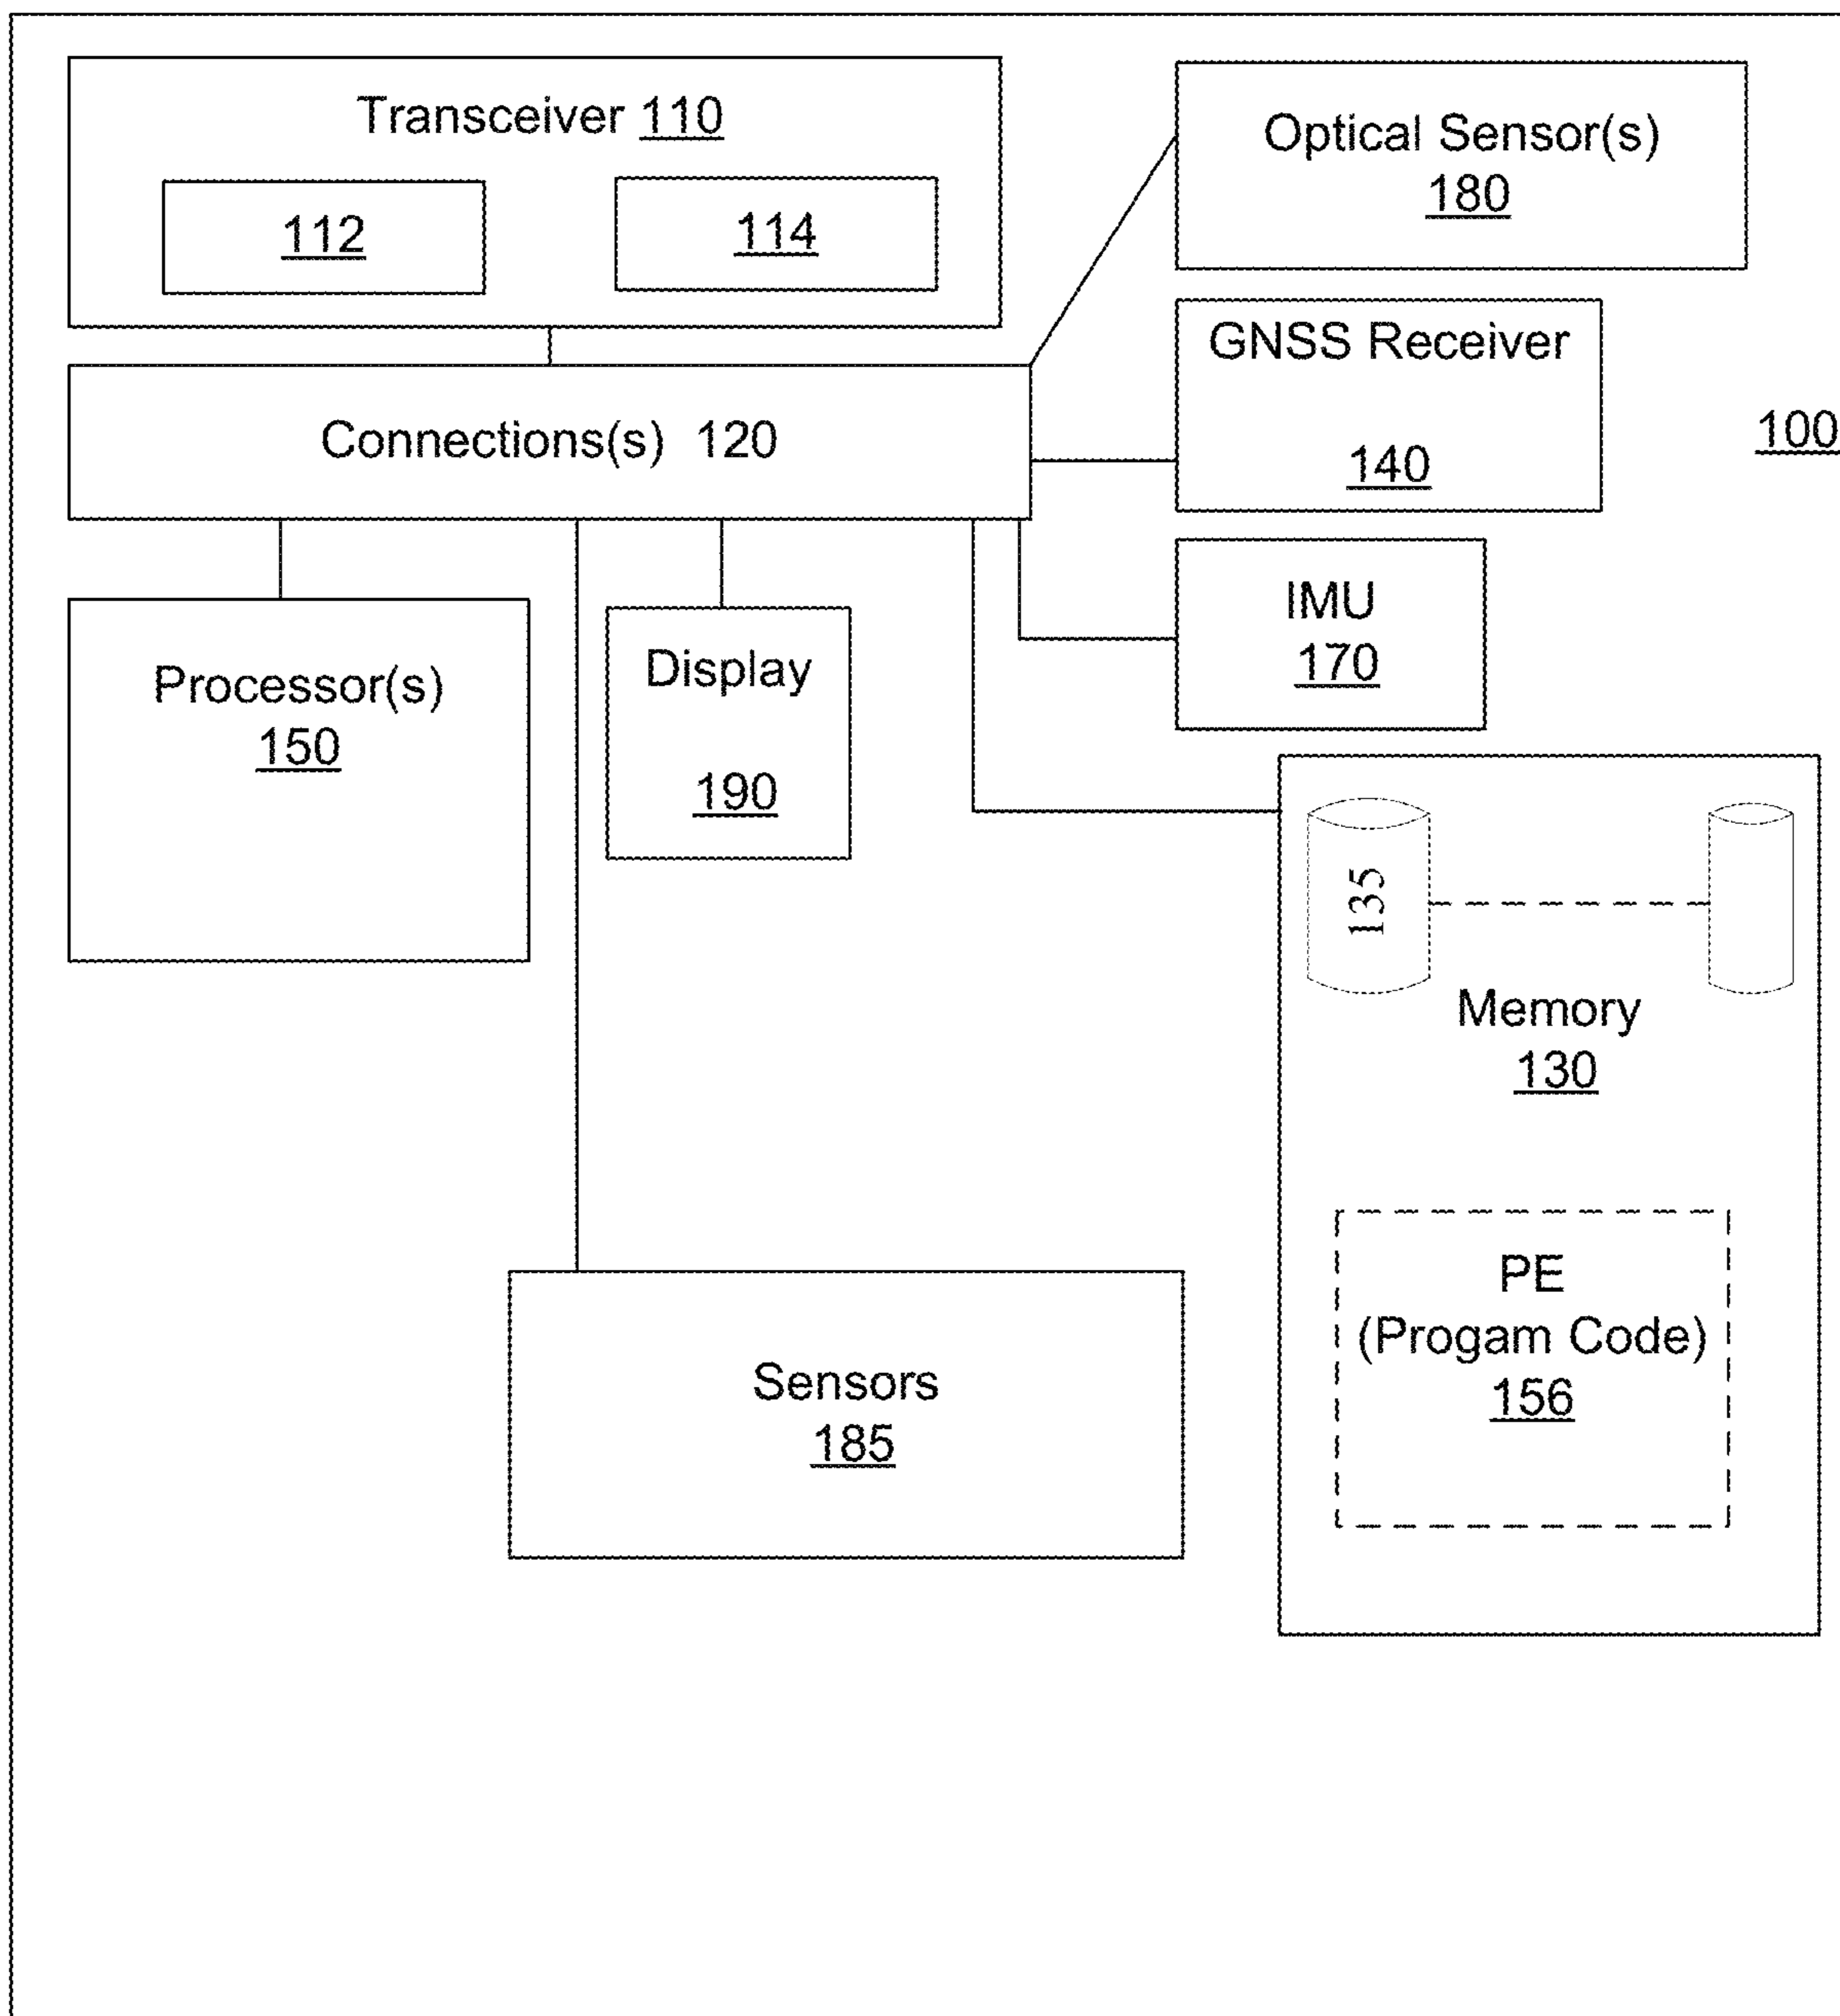 Transceiver 110
112
114
Optical Sensor(s)
180
GNSS Receiver
140
100
Connections(s) 120
IMU
170
Processor(s)
150
Display
190
135
Memory
130
PE
(Progam Code)
156
Sensors
185